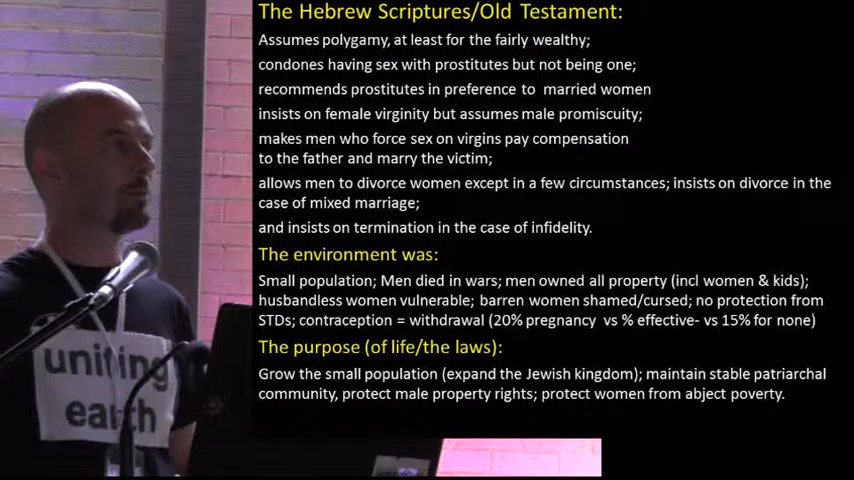 The Hebrew Scriptures/Old Testament:
Assumes polygamy, at least for the fairly wealthy;
condones having sex with prostitutes but not being one;
recommends prostitutes in preference to  married women
insists on female virginity but assumes male promiscuity;
makes men who force sex on virgins pay compensation
to the father and marry the victim;
allows men to divorce women except in a few circumstances; insists on divorce in the
case of mixed marriage;
and insists on termination in the case of infidelity.
The environment was:
Small population; Men died in wars; men owned all property (incl women & kids);
husbandless women vulnerable; barren women shamed/cursed; no protection from
STDs; contraception = withdrawal (20% pregnancy  vs % effective- vs 15% for none)
The purpose (of life/the laws):
Grow the small population (expand the Jewish kingdom); maintain stable patriarchal
community, protect male property rights; protect women from abject poverty.
uniting
earth